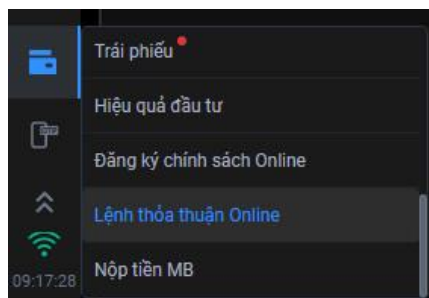 Trái phiếu
Hiệu quả đầu tư
Đăng ký chính sách Online
Lệnh thỏa thuận Online
Nộp tiền MB
09:17:28